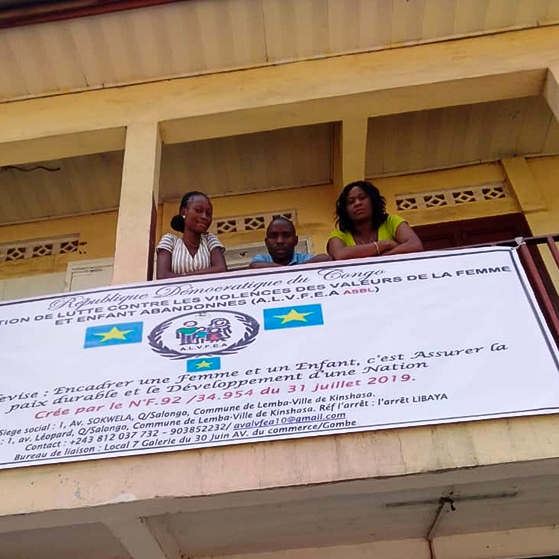 République Démocratique du Congo
TION DE LUTTE CONTRE LES VIOLENCES DES VALEURS DE LA FEMME
ET ENFANT ABANDONNÉES (A.L.V.F.E.A ASBL)
A.L.V.F.E.A
evise : Encadrer une Femme et un Enfant, c'est Assurer la
paix durable et le Développement d'une Nation
Crée par le N°F.92 /34.954 du 31 juillet 2019.
Siege social : 1, Av. SOKWELA, Q/Salongo, Commune de Lemba-Ville de Kinshasa.
: 1, av. Léopard, Q/Salongo, Commune de Lemba-Ville de Kinshasa. Réf l'arrêt : l'arrêt LIBAYA
Contact : +243 812 037 732 - 903852232/ avalvfea10@gmail.com
Bureau de liaison : Local 7 Galerie du 30 Juin AV. du commerce/Gombe